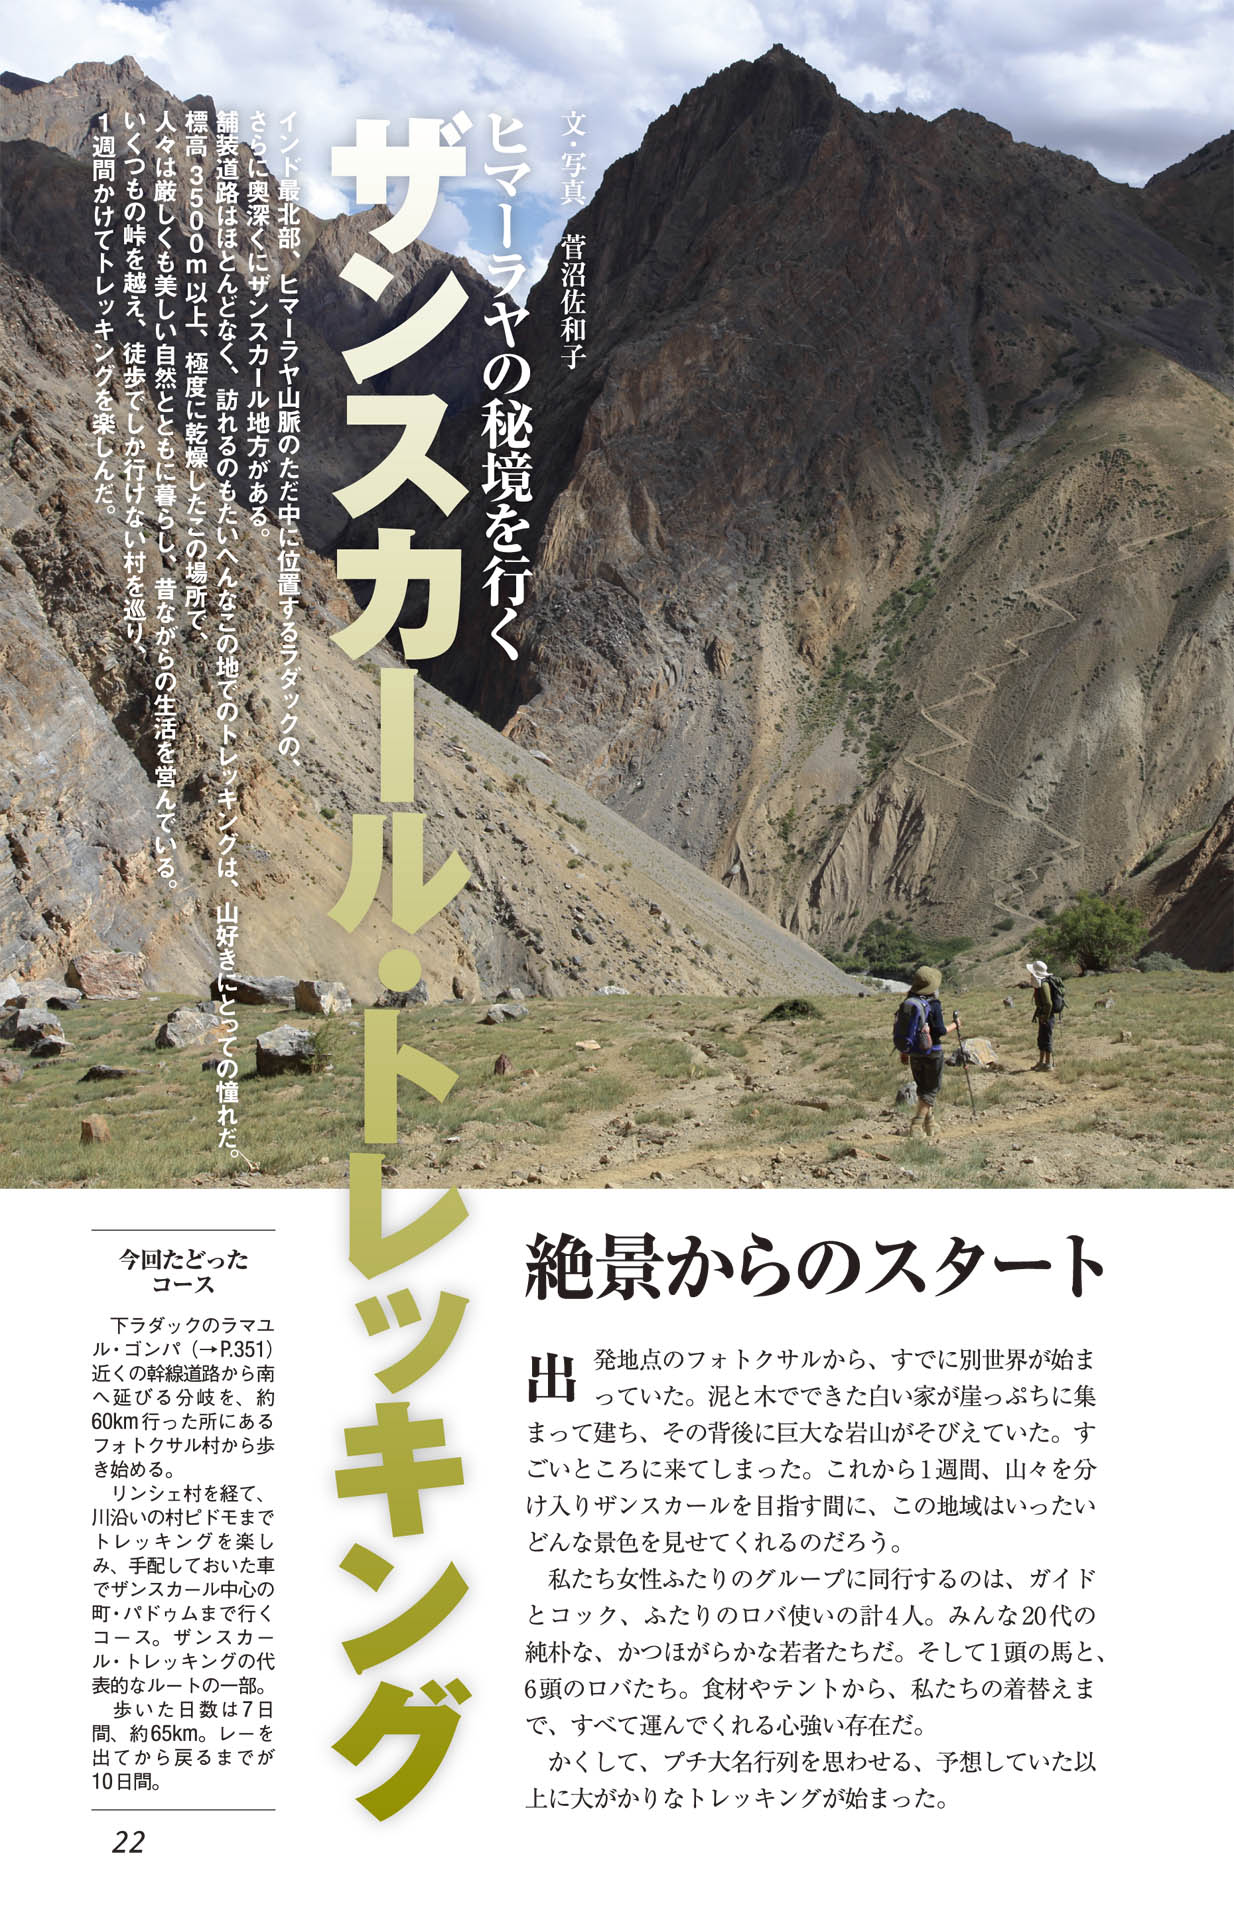 文・写真　菅沼佐和子
ヒマーラヤの秘境を行く
ザンスカール・トレッキング
インド最北部、ヒマーラヤ山脈のただ中に位置するラダックの、
さらに奥深くにザンスカール地方がある。
舗装道路はほとんどなく、訪れるのもたいへんなこの地でのトレッキングは、山好きにとっての憧れだ。
標高3500m以上、極度に乾燥したこの場所で、
人々は厳しくも美しい自然とともに暮らし、昔ながらの生活を営んでいる。
いくつもの峠を越え、徒歩でしか行けない村を巡り、
1週間かけてトレッキングを楽しんだ。
絶景からのスタート
出発地点のフォトクサルから、すでに別世界が始ま
っていた。泥と木でできた白い家が崖っぷちに集
まって建ち、その背後に巨大な岩山がそびえていた。す
ごいところに来てしまった。これから1週間、山々を分
け入りザンスカールを目指す間に、この地域はいったい
どんな景色を見せてくれるのだろう。
私たち女性ふたりのグループに同行するのは、ガイド
とコック、ふたりのロバ使いの計4人。みんな20代の
純朴な、かつほがらかな若者たちだ。そして1頭の馬と、
6頭のロバたち。食材やテントから、私たちの着替えま
で、すべて運んでくれる心強い存在だ。
かくして、プチ大名行列を思わせる、予想していた以
上に大がかりなトレッキングが始まった。
今回たどった
コース
下ラダックのラマユ
ル・ゴンパ（→P.351）
近くの幹線道路から南
へ延びる分岐を、約
60km行った所にある
フォトクサル村から歩
き始める。
リンシェ村を経て、
川沿いの村ピドモまで
トレッキングを楽し
み、手配しておいた車
でザンスカール中心の
町・パドゥムまで行く
コース。ザンスカー
ル・トレッキングの代
表的なルートの一部。
歩いた日数は7日
間、約65km。レーを
出てから戻るまでが
10日間。
22